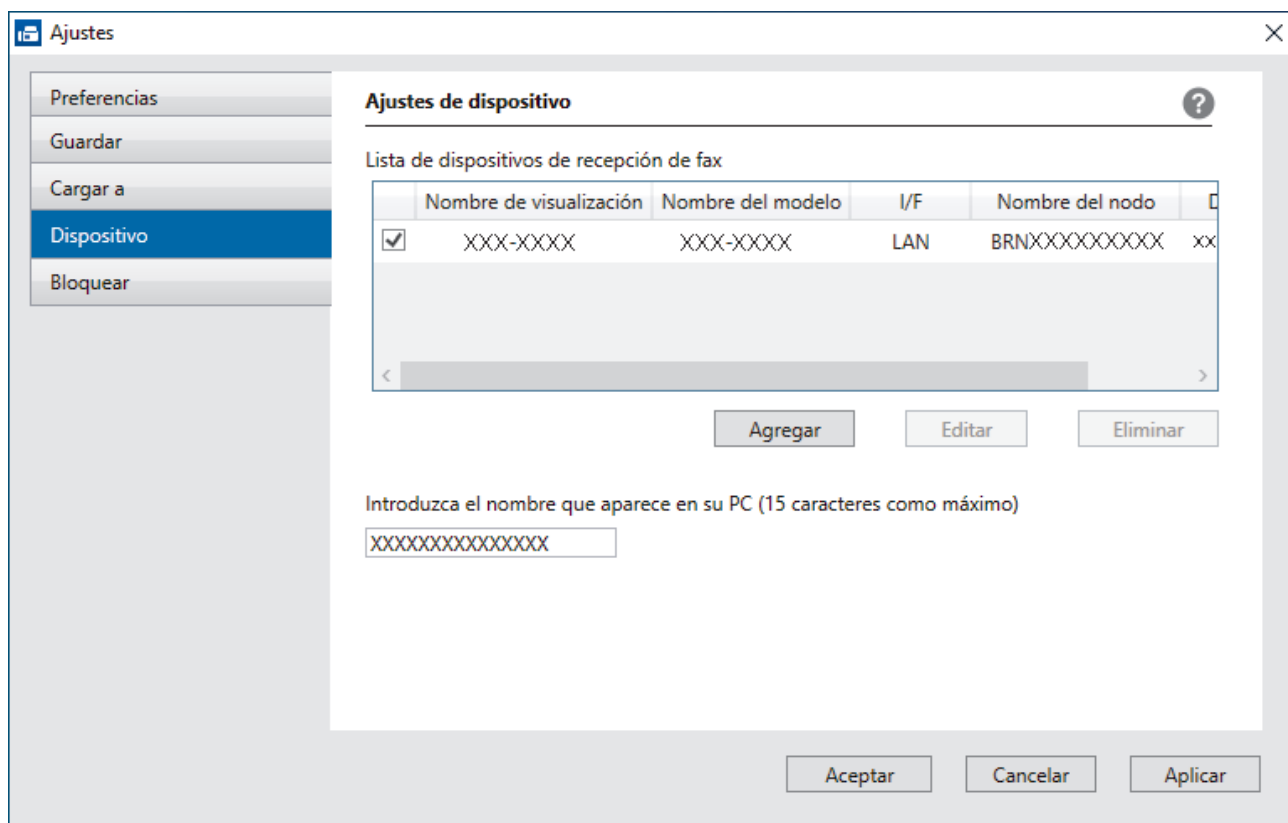 Ajustes
Preferencias
Guardar
Cargar a
Dispositivo
Bloquear
Ajustes de dispositivo
?
Lista de dispositivos de recepción de fax
Nombre de visualización Nombre del modelo I/F Nombre del nodo
XXX-XXXX XXX-XXXX LAN BRNXXXXXXXXX xx
Agregar Editar Eliminar
Introduzca el nombre que aparece en su PC (15 caracteres como máximo)
XXXXXXXXXXXXXXX
Aceptar Cancelar Aplicar